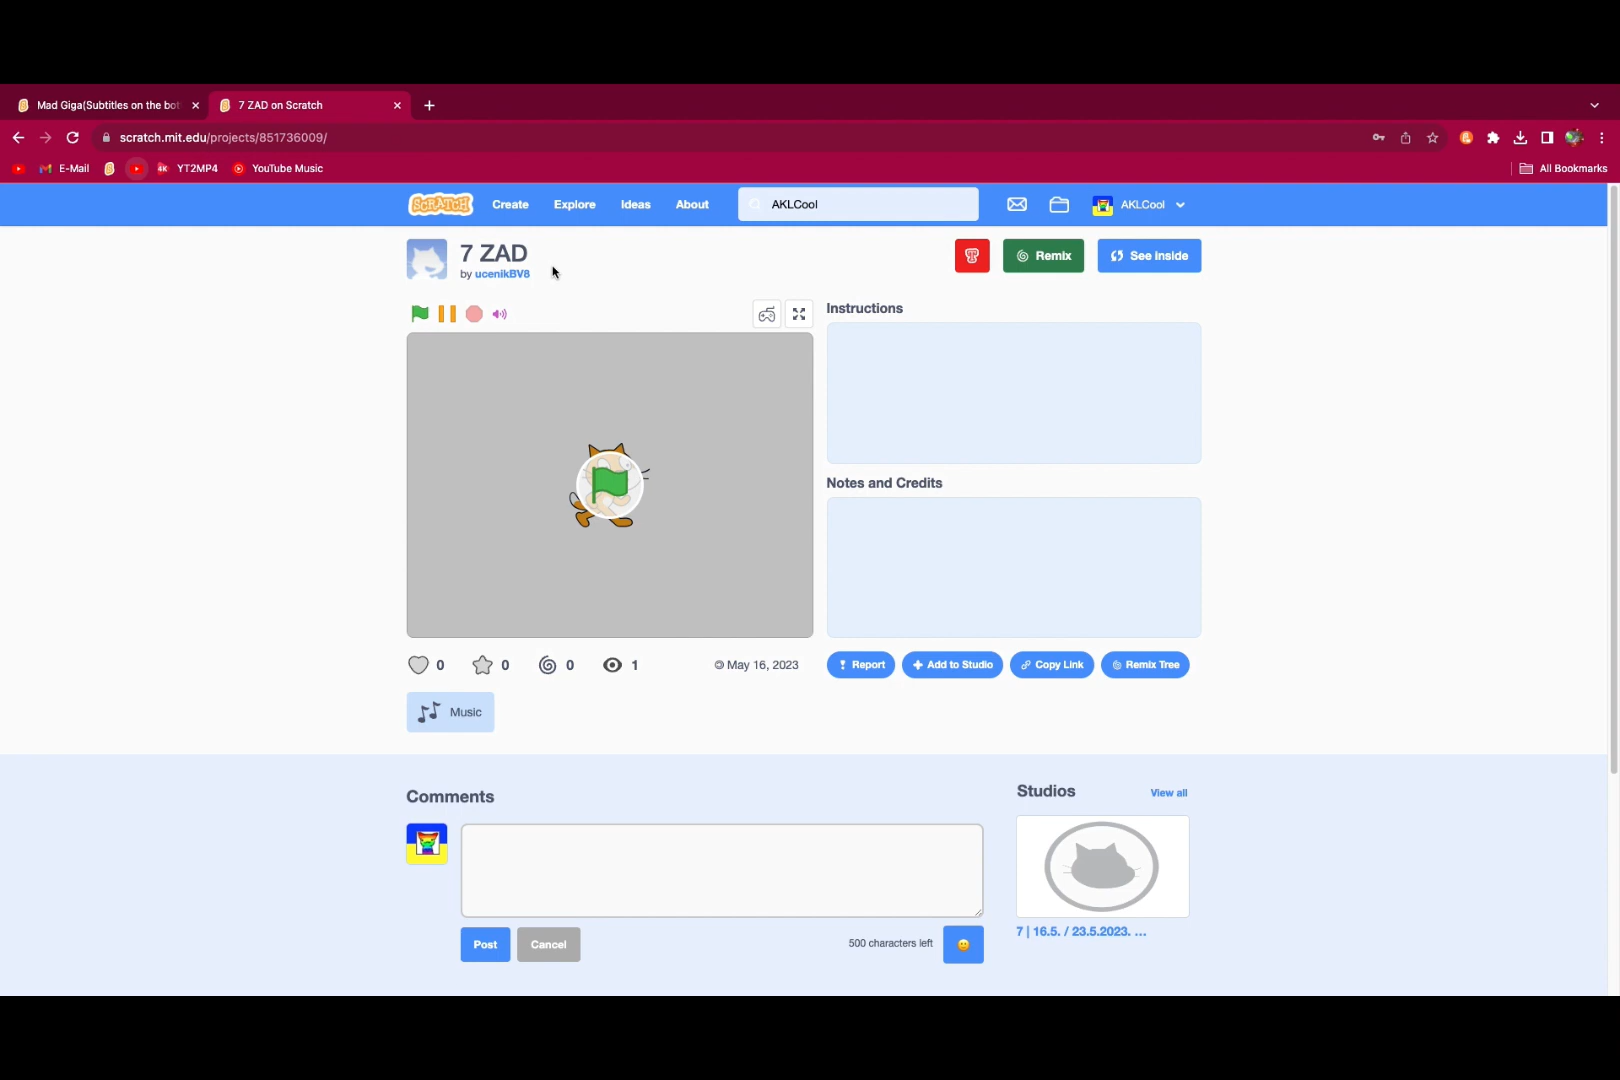 Mad Giga(Subtitles on the bot
7 ZAD on Scratch
scratch.mit.edu/projects/851736009/
E-Mail
4K
YT2MP4
YouTube Music
All Bookmarks
SCRATCH
Create
Explore
Ideas
About
AKLCool
AKLCool
7 ZAD
by ucenikBV8
Remix
See inside
Instructions
Notes and Credits
0
0
0
1
© May 16, 2023
Report
Add to Studio
Copy Link
Remix Tree
Music
Comments
Studios
View all
Post
Cancel
500 characters left
7 | 16.5. / 23.5.2023. ...